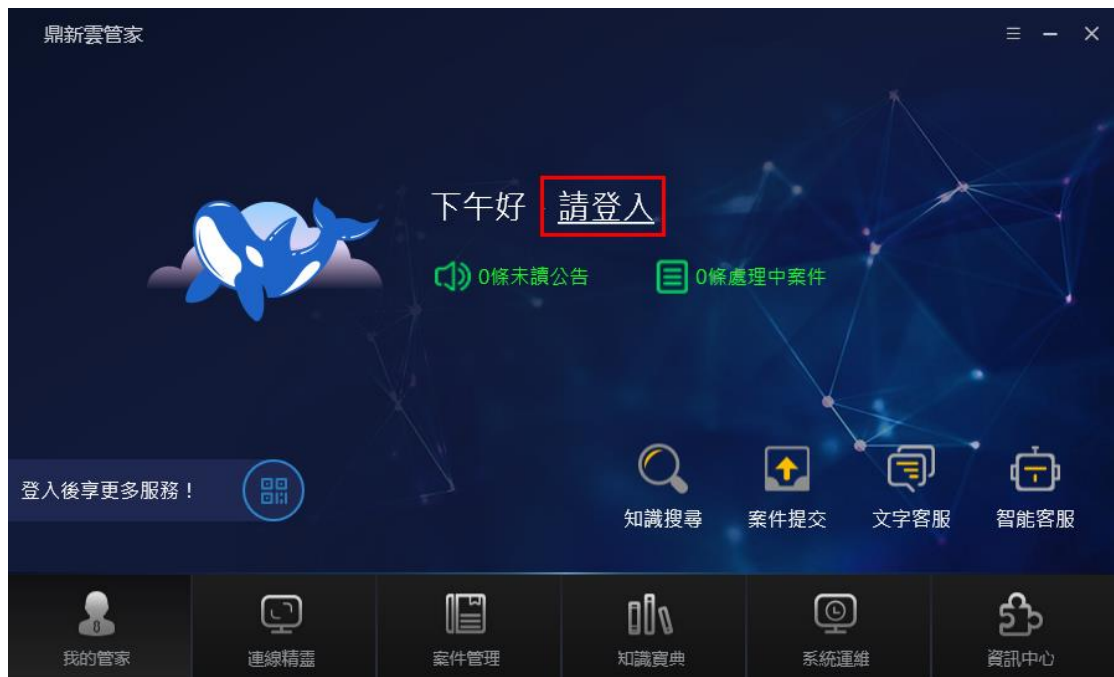 鼎新雲管家
下午好 請登入
0條未讀公告 0條處理中案件
登入後享更多服務！
知識搜尋 案件提交 文字客服 智能客服
我的管家 連線精靈 案件管理 知識寶典 系統運維 資訊中心